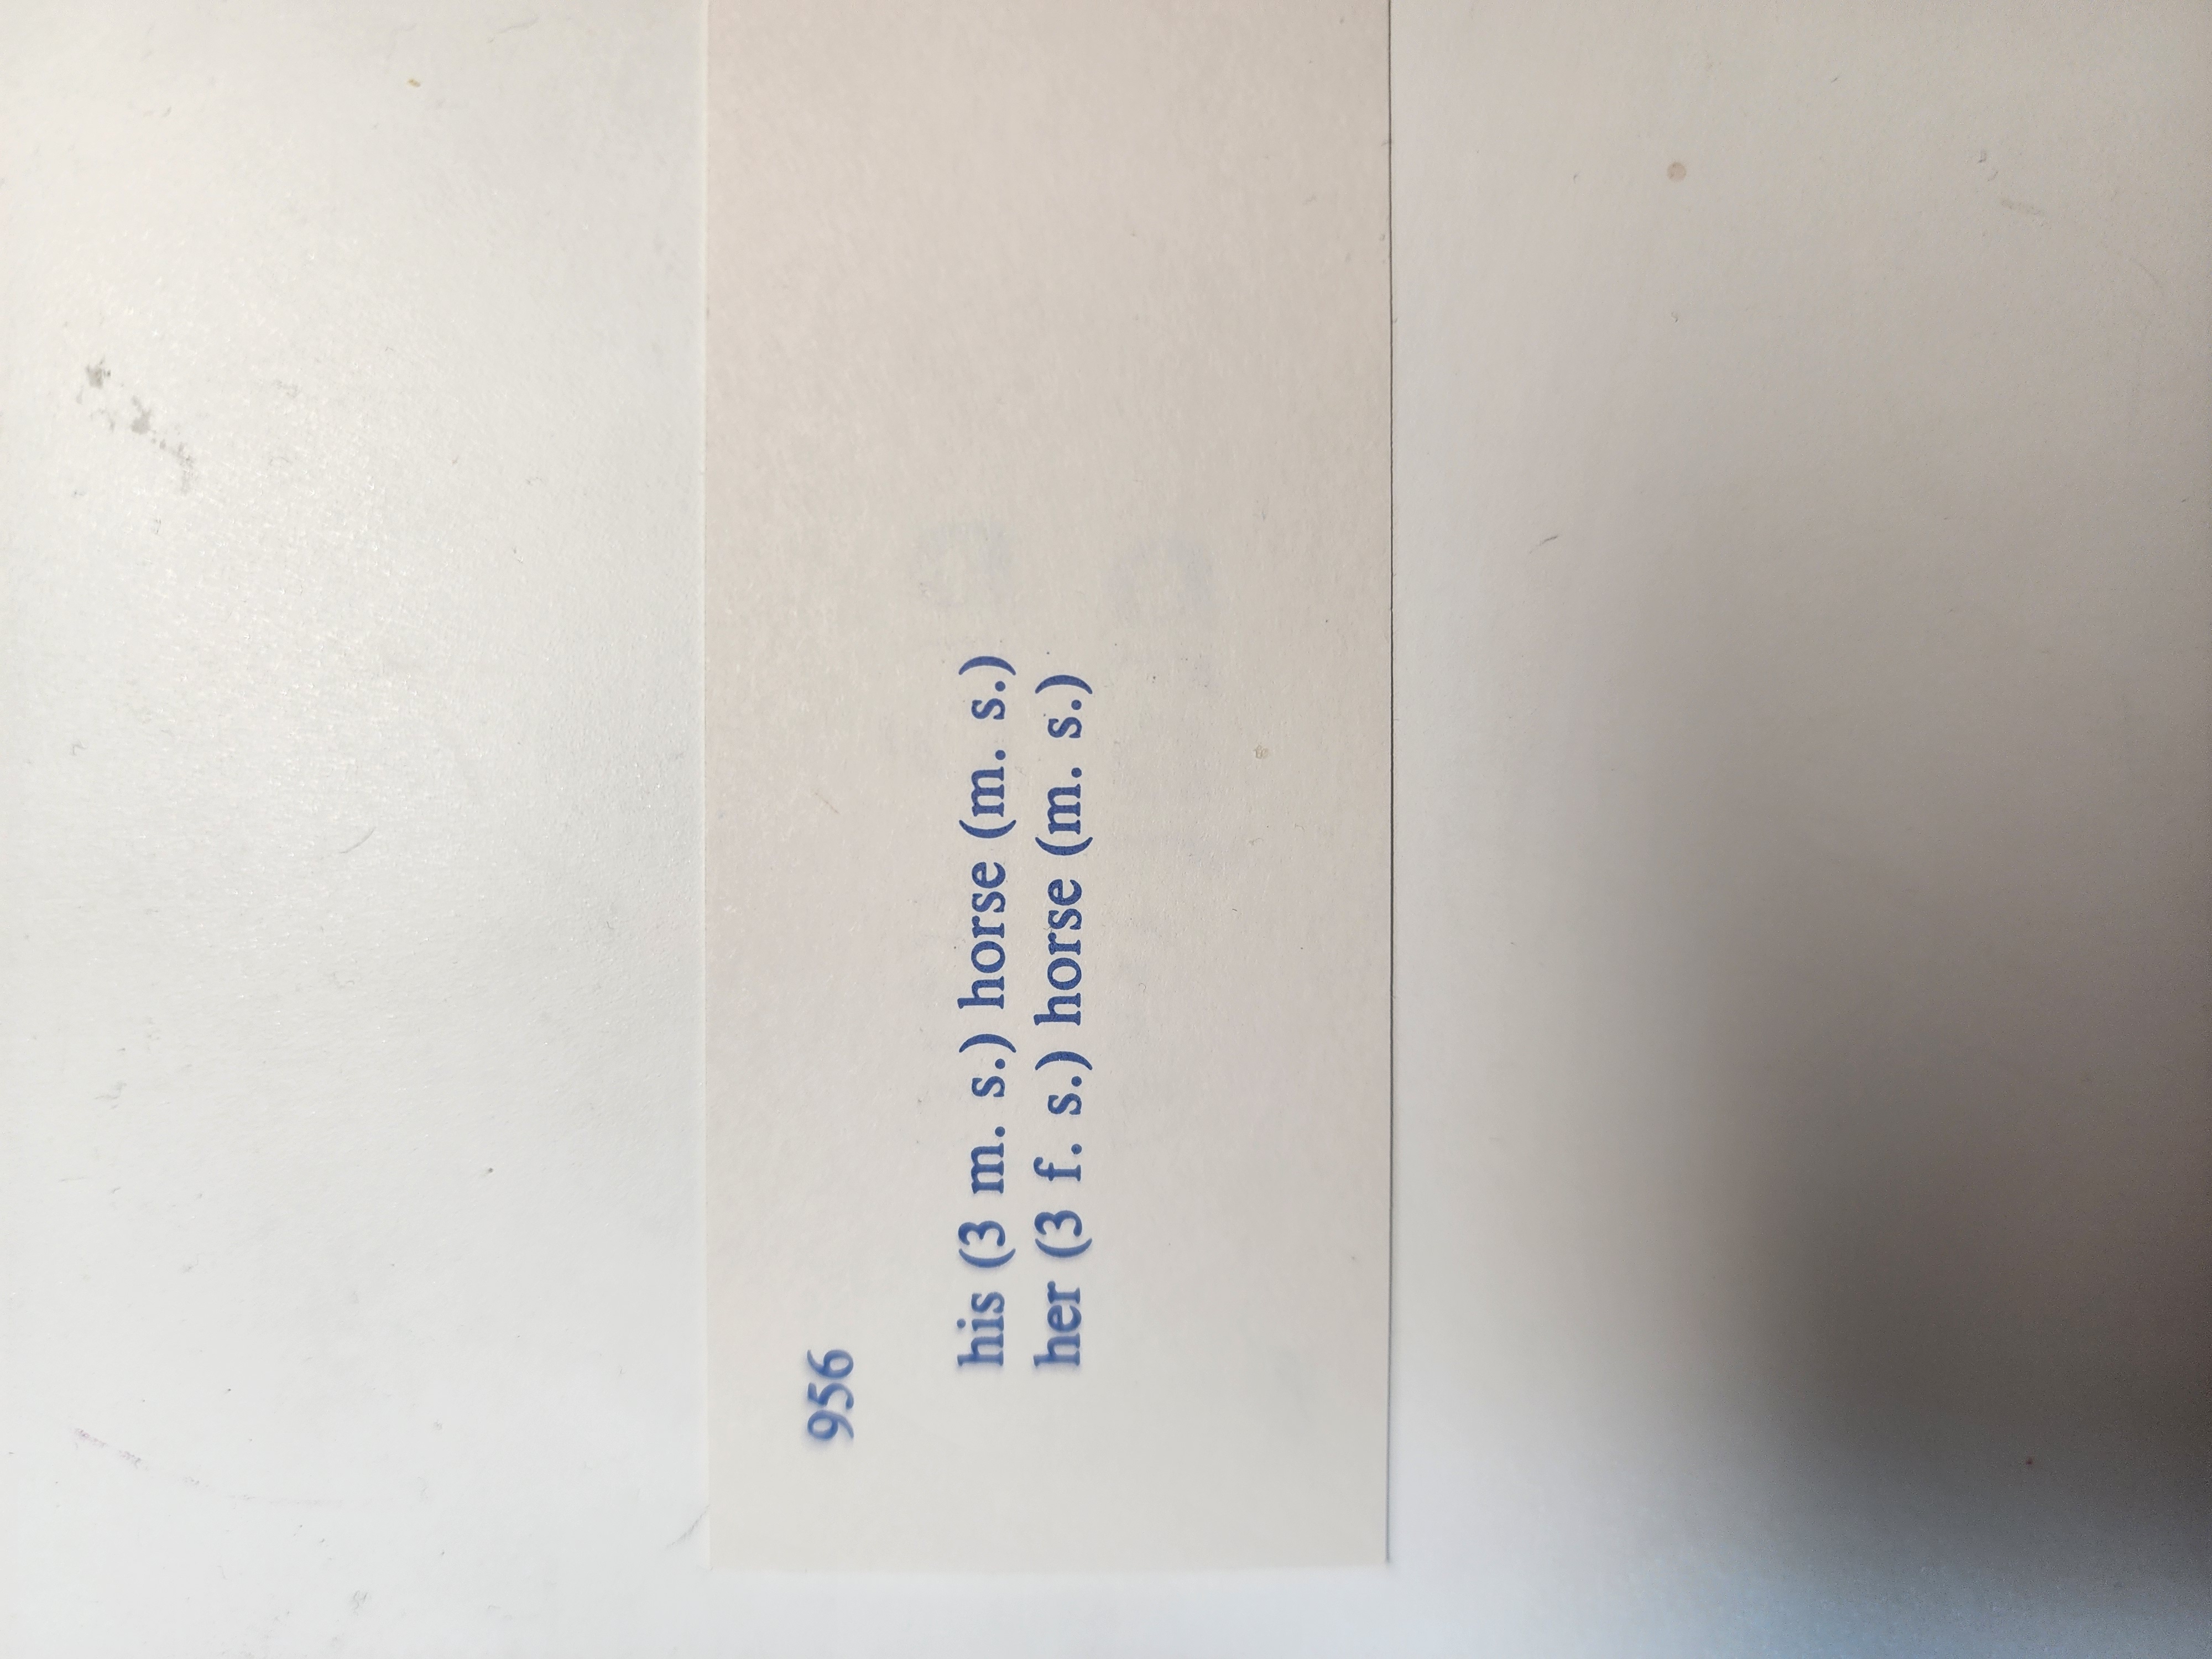 956
his (3 m. s.) horse (m. s.)
her (3 f. s.) horse (m. s.)